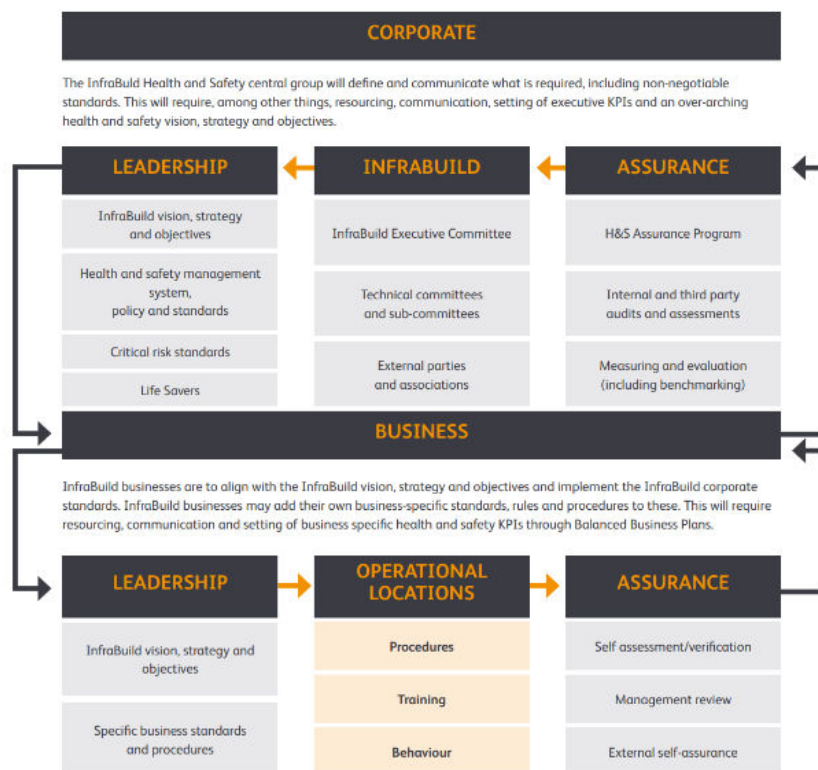 CORPORATE
The InfraBuld Health and Safety central group will define and communicate what is required, including non-negotiable
standards. This will require, among other things, resourcing, communication, setting of executive KPIs and an over-arching
health and safety vision, strategy and objectives.
LEADERSHIP
InfraBuild vision, strategy
and objectives
Health and safety management
system,
policy and standards
Critical risk standards
Life Savers
INFRABUILD
InfraBuild Executive Committee
Technical committees
and sub-committees
External parties
and associations
ASSURANCE
H&S Assurance Program
Internal and third party
audits and assessments
Measuring and evaluation
(including benchmarking)
BUSINESS
InfraBuild businesses are to align with the InfraBuild vision, strategy and objectives and implement the InfraBuild corporate
standards. InfraBuild businesses may add their own business-specific standards, rules and procedures to these. This will require
resourcing, communication and setting of business specific health and safety KPIs through Balanced Business Plans.
LEADERSHIP
InfraBuild vision, strategy and
objectives
Specific business standards
and procedures
OPERATIONAL
LOCATIONS
Procedures
Training
Behaviour
ASSURANCE
Self assessment/verification
Management review
External self-assurance